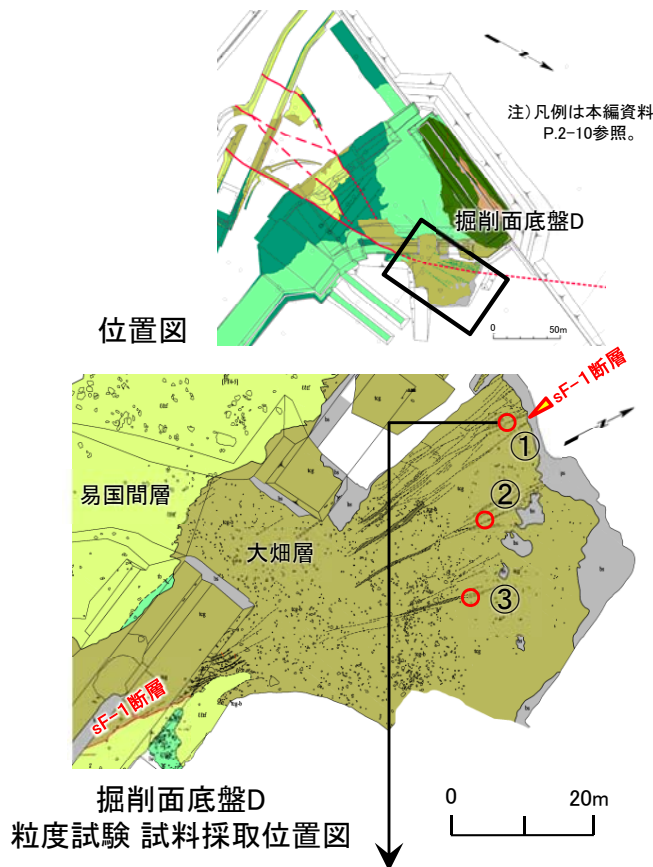 注)凡例は本編資料
P.2-10参照。
掘削面底盤D
位置図
0 50m
sF-1断層
①
②
易国間層
大畑層
③
sF-1断層
掘削面底盤D
粒度試験 試料採取位置図
0 20m